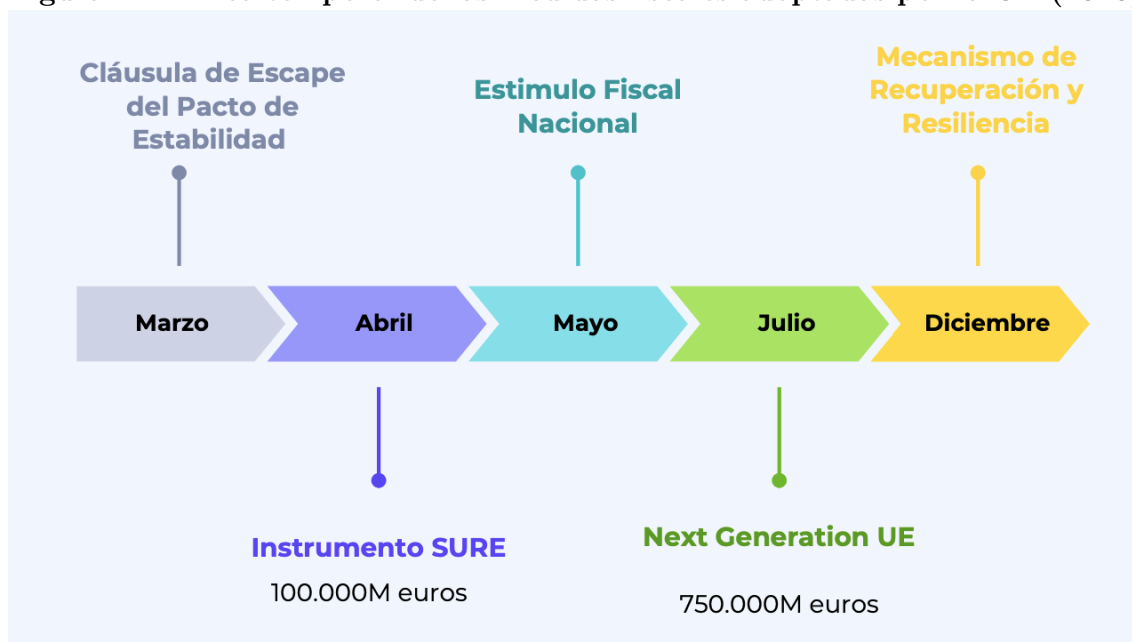 Cláusula de Escape
del Pacto de
Estabilidad
Estimulo Fiscal
Nacional
Mecanismo de
Recuperación y
Resiliencia
Marzo
Abril
Mayo
Julio
Diciembre
Instrumento SURE
100.000M euros
Next Generation UE
750.000M euros